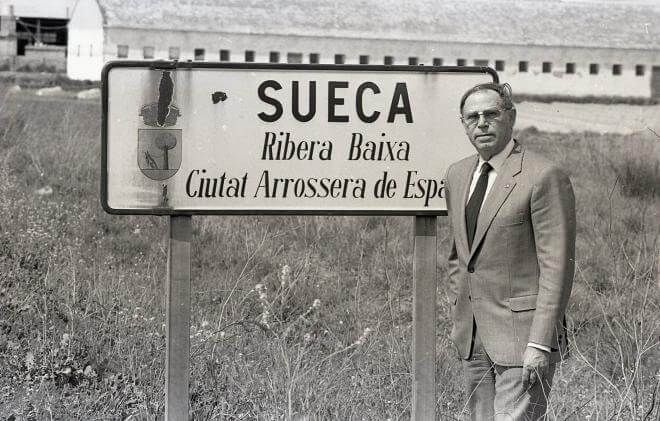 SUECA
Ribera Baixa
Ciutat Arrossera de Espa